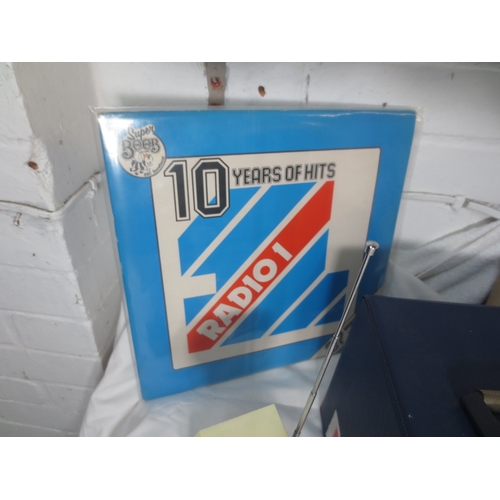 Super
BEEB
10 YEARS OF HITS
RADIO 1